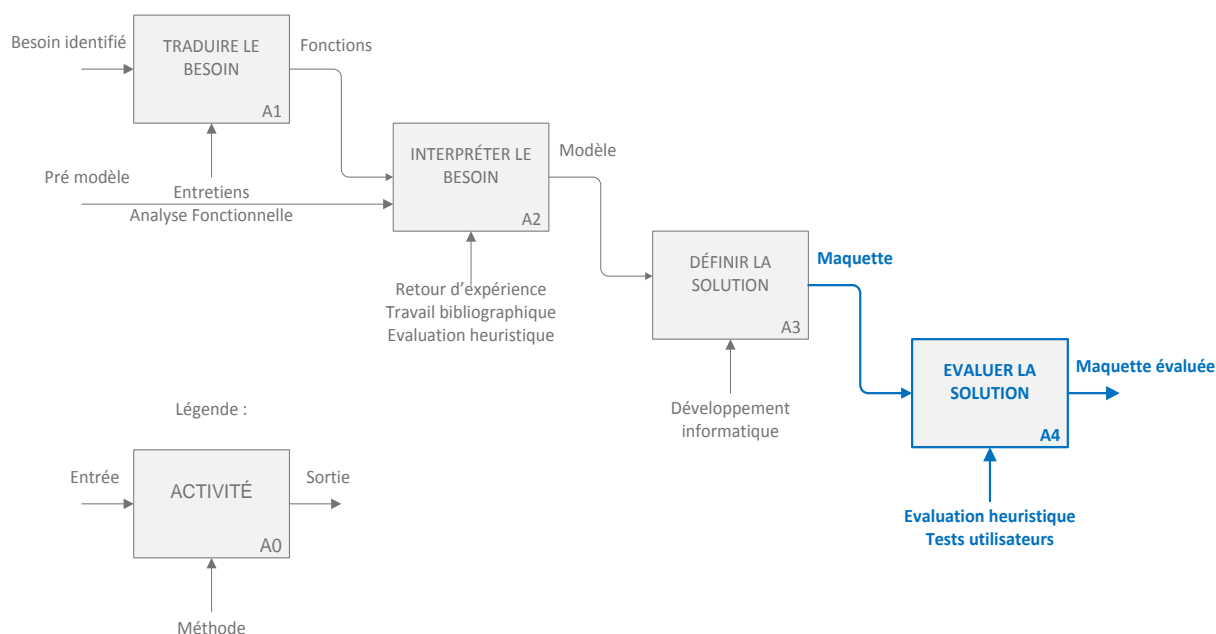 Besoin identifié
TRADUIRE LE
BESOIN
A1
Fonctions
Pré modèle
Entretiens
Analyse Fonctionnelle
INTERPRÉTER LE
BESOIN
A2
Modèle
Retour d’expérience
Travail bibliographique
Evaluation heuristique
DÉFINIR LA
SOLUTION
A3
Maquette
Développement
informatique
EVALUER LA
SOLUTION
A4
Maquette évaluée
Evaluation heuristique
Tests utilisateurs
Légende :
Entrée
ACTIVITÉ
A0
Sortie
Méthode